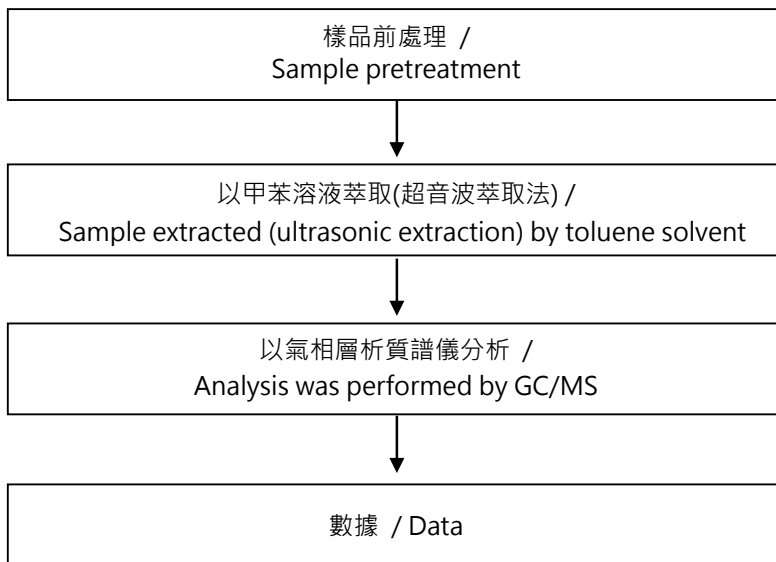 樣品前處理 /
Sample pretreatment
以甲苯溶液萃取(超音波萃取法) /
Sample extracted (ultrasonic extraction) by toluene solvent
以氣相層析質譜儀分析 /
Analysis was performed by GC/MS
數據 / Data